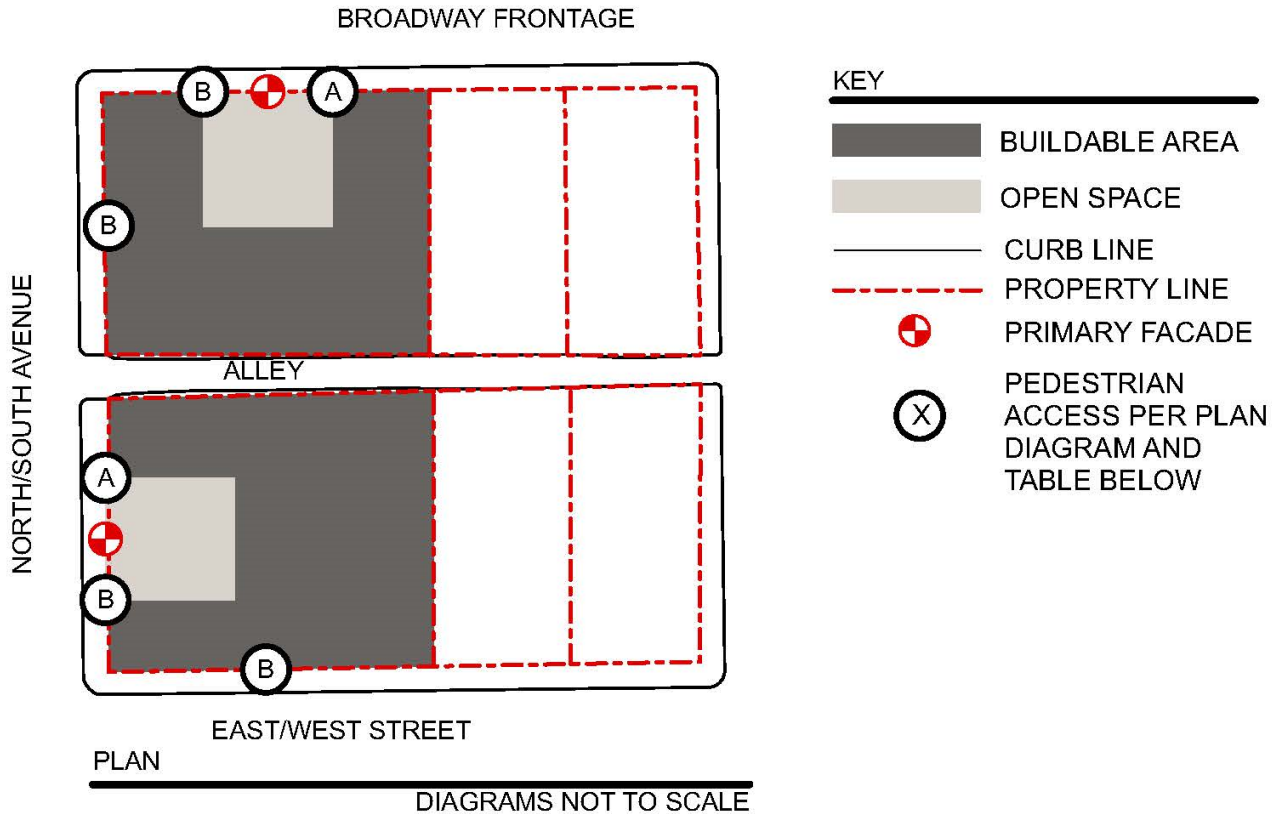 BROADWAY FRONTAGE
B
A
B
NORTH/SOUTH AVENUE
ALLEY
A
B
B
EAST/WEST STREET
PLAN
DIAGRAMS NOT TO SCALE
KEY
BUILDABLE AREA
OPEN SPACE
CURB LINE
PROPERTY LINE
PRIMARY FACADE
X
PEDESTRIAN
ACCESS PER PLAN
DIAGRAM AND
TABLE BELOW